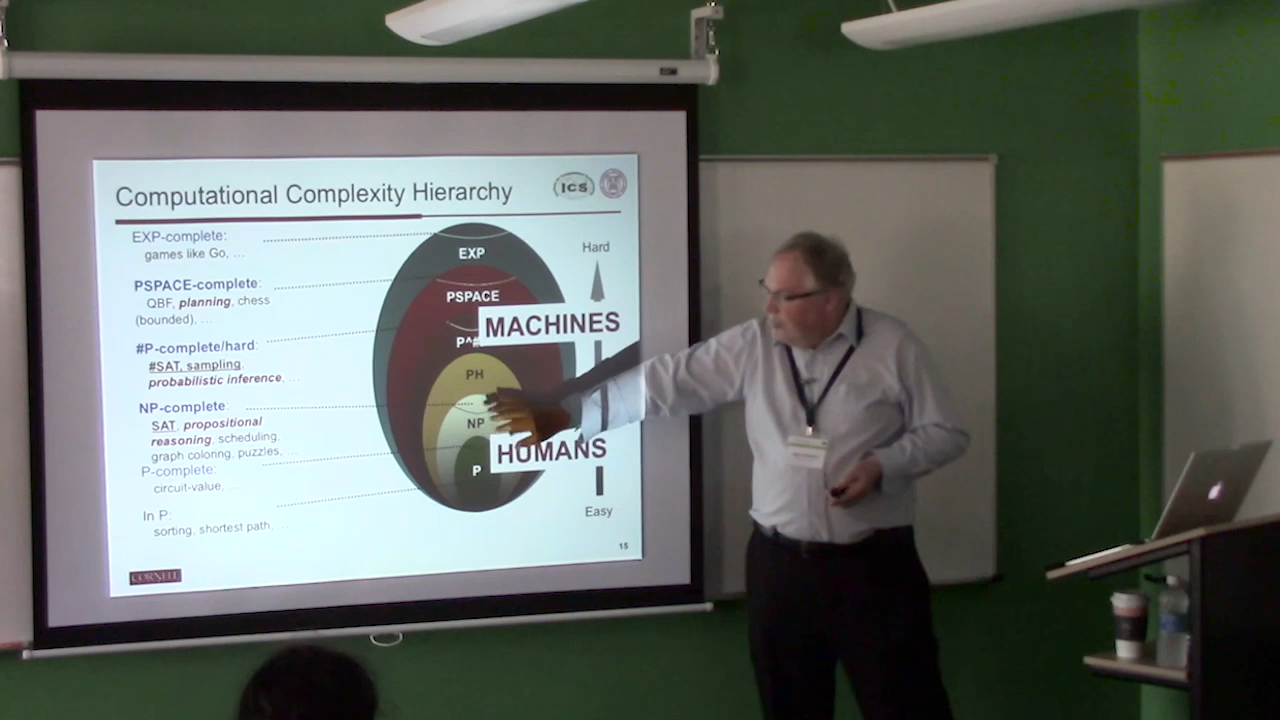 Computational Complexity Hierarchy
ICS
EXP-complete:
games like Go, ...
PSPACE-complete:
QBF, planning, chess
(bounded), ...
#P-complete/hard:
#SAT, sampling,
probabilistic inference, ...
NP-complete:
SAT, propositional
reasoning, scheduling,
graph coloring, puzzles, ...
P-complete:
circuit-value, ...
In P:
sorting, shortest path, ...
EXP
PSPACE
PH
NP
P
Hard
MACHINES
HUMANS
Easy
15
CORNELL